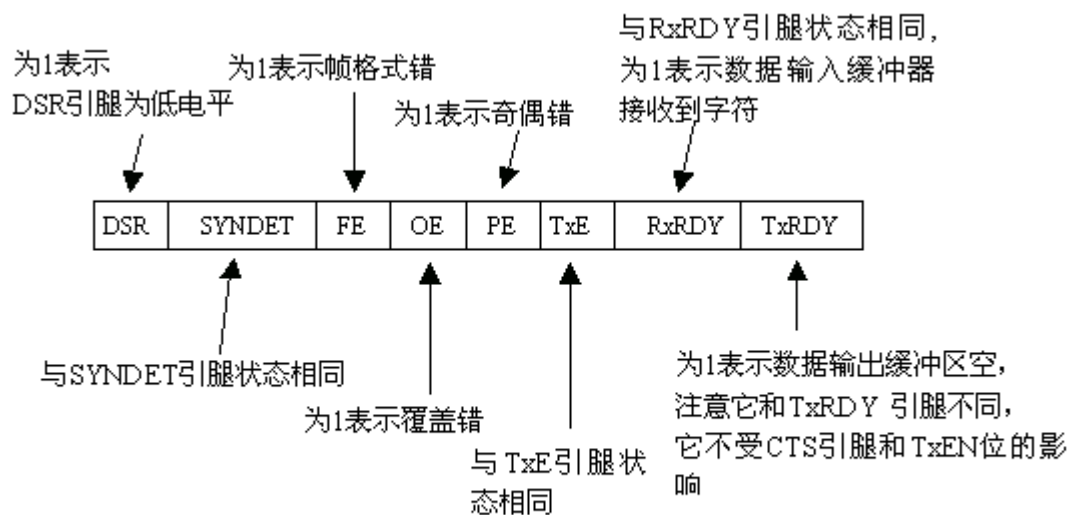 为1表示
DSR引腿为低电平
为1表示帧格式错
为1表示奇偶错
与RxRDY引腿状态相同,
为1表示数据输入缓冲器
接收到字符
DSR SYNDET FE OE PE TxE RxRDY TxRDY
与SYNDET引腿状态相同
为1表示覆盖错
与TxE引腿状
态相同
为1表示数据输出缓冲区空,
注意它和TxRDY 引腿不同,
它不受CTS引腿和TxEN位的影
响